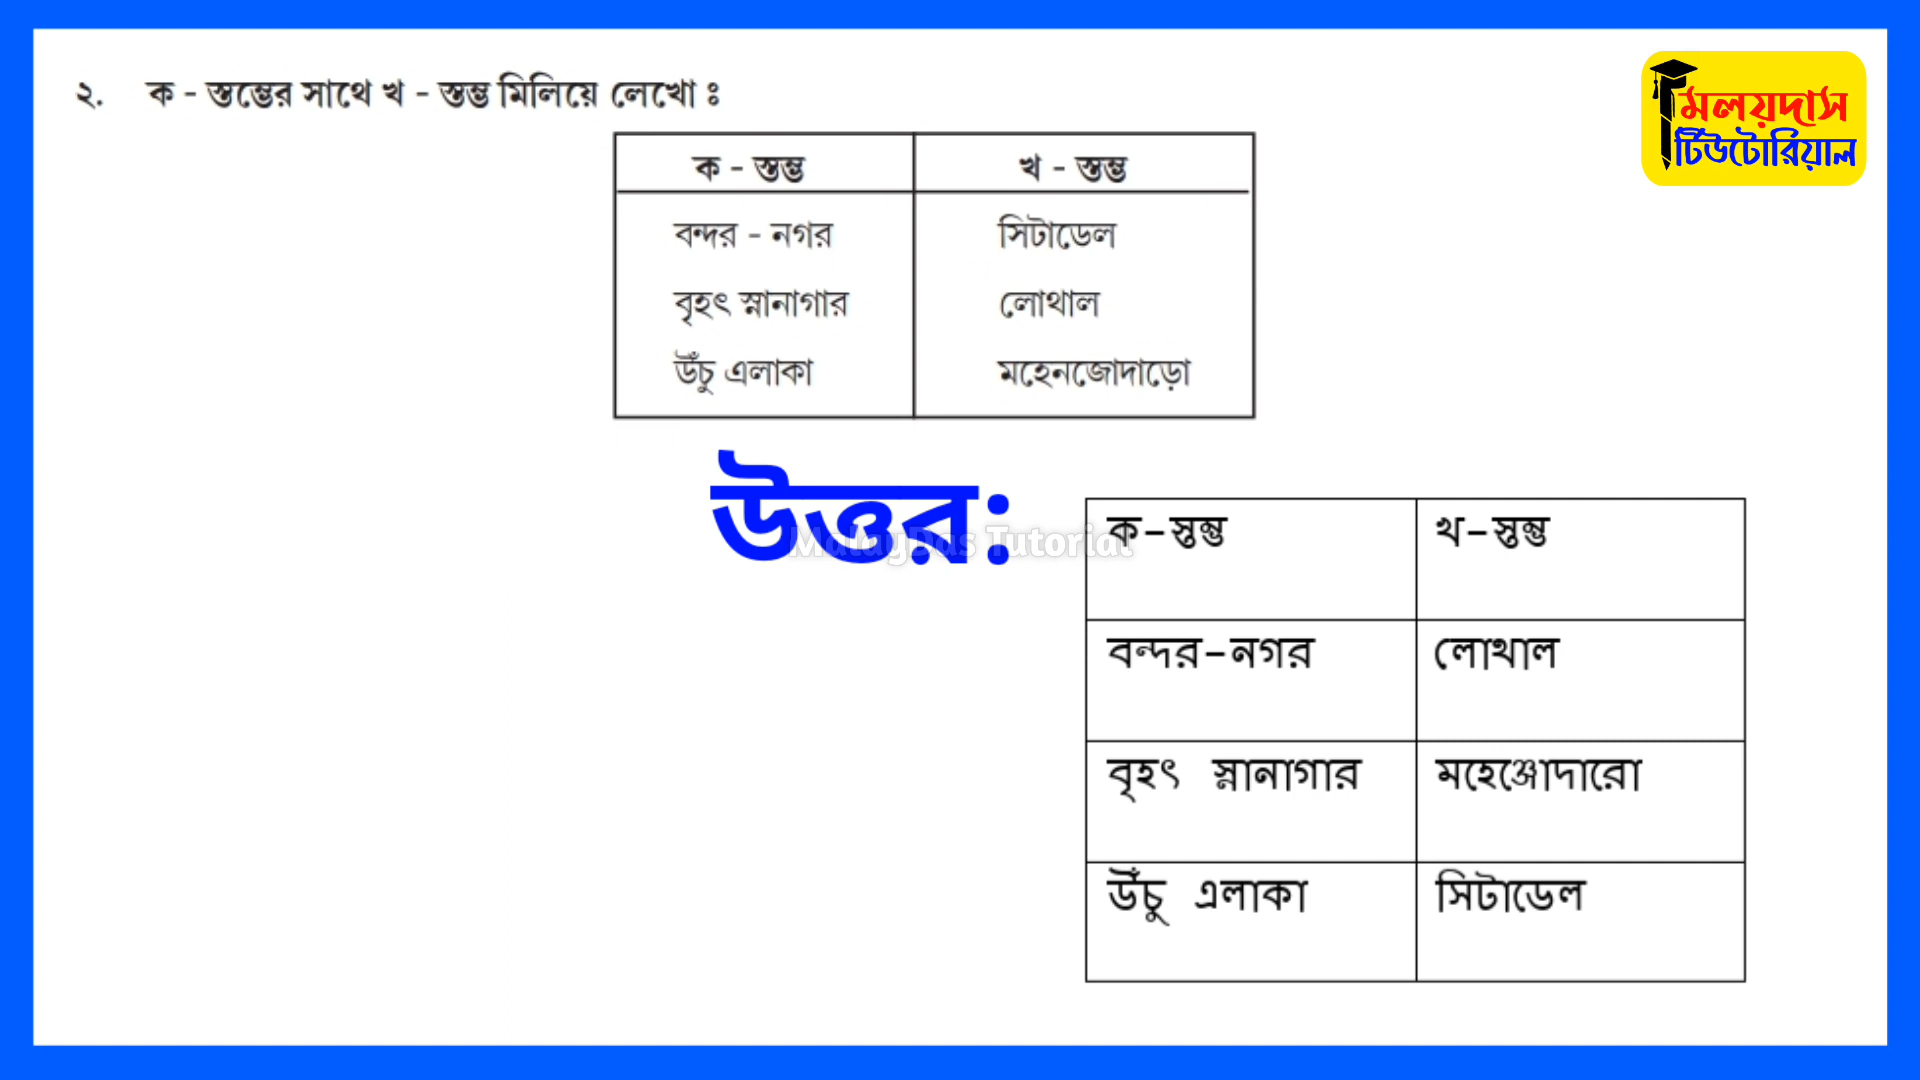 ২. ক - স্তম্ভের সাথে খ - স্তম্ভ মিলিয়ে লেখো ঃ
মলয়দাস
টিউটোরিয়াল
ক - স্তম্ভ খ - স্তম্ভ
বন্দর - নগর সিটাডেল
বৃহৎ স্নানাগার লোথাল
উঁচু এলাকা মহেনজোদাড়ো
উত্তর:
MalayDas Tutorial
ক-স্তম্ভ খ-স্তম্ভ
বন্দর-নগর লোথাল
বৃহৎ স্নানাগার মহেঞ্জোদারো
উঁচু এলাকা সিটাডেল